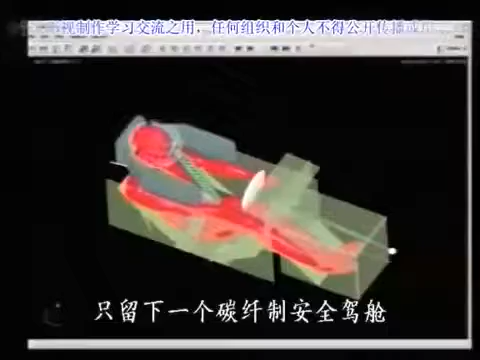 视制作学习交流之用，任何组织和个人不得公开传播或
只留下一个碳纤制安全驾舱